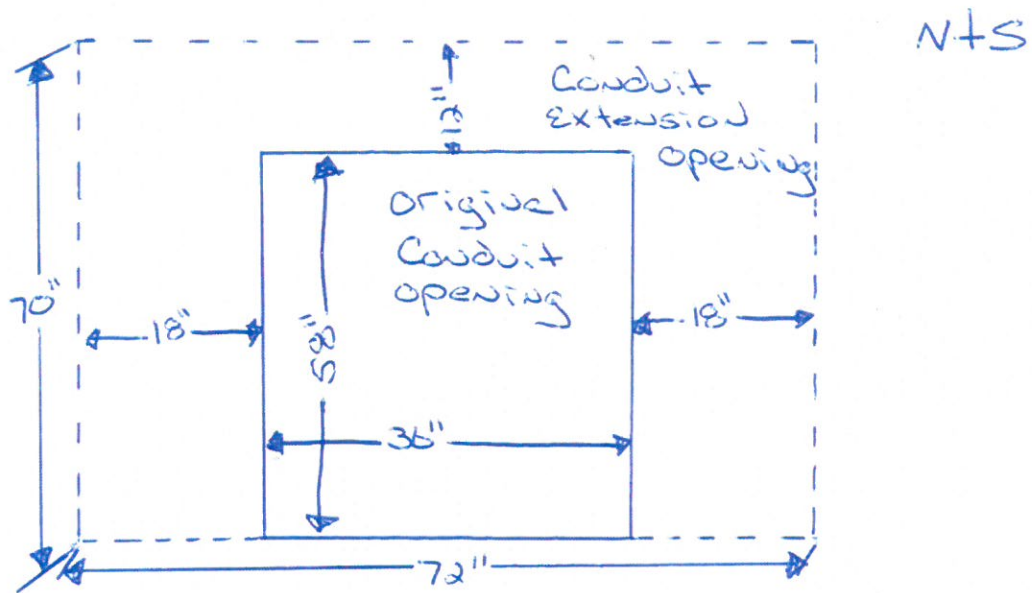 NtS
12"
Conduit
Extension
opening
original
Conduit
opening
70"
18"
58"
18"
36"
72"